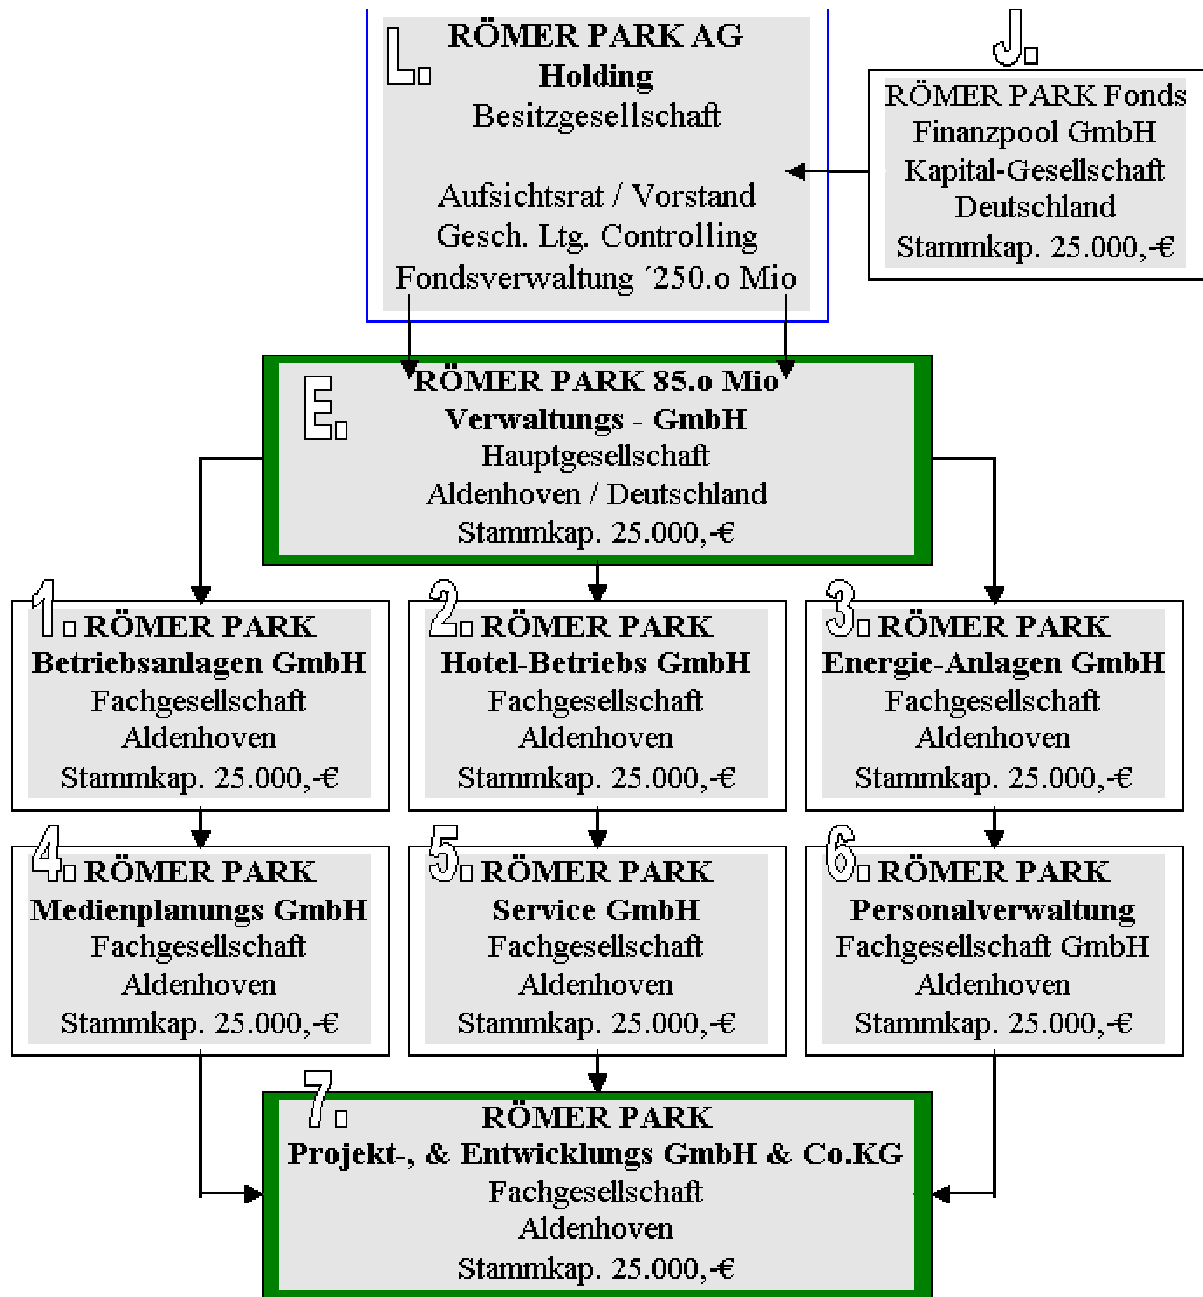 L.
RÖMER PARK AG
Holding
Besitzgesellschaft
Aufsichtsrat / Vorstand
Gesch. Ltg. Controlling
Fondsverwaltung ´250.o Mio
J.
RÖMER PARK Fonds
Finanzpool GmbH
Kapital-Gesellschaft
Deutschland
Stammkap. 25.000,-€
E.
RÖMER PARK 85.o Mio
Verwaltungs - GmbH
Hauptgesellschaft
Aldenhoven / Deutschland
Stammkap. 25.000,-€
1. RÖMER PARK
Betriebsanlagen GmbH
Fachgesellschaft
Aldenhoven
Stammkap. 25.000,-€
2. RÖMER PARK
Hotel-Betriebs GmbH
Fachgesellschaft
Aldenhoven
Stammkap. 25.000,-€
3. RÖMER PARK
Energie-Anlagen GmbH
Fachgesellschaft
Aldenhoven
Stammkap. 25.000,-€
4. RÖMER PARK
Medienplanungs GmbH
Fachgesellschaft
Aldenhoven
Stammkap. 25.000,-€
5. RÖMER PARK
Service GmbH
Fachgesellschaft
Aldenhoven
Stammkap. 25.000,-€
6. RÖMER PARK
Personalverwaltung
Fachgesellschaft GmbH
Aldenhoven
Stammkap. 25.000,-€
7.
RÖMER PARK
Projekt-, & Entwicklungs GmbH & Co.KG
Fachgesellschaft
Aldenhoven
Stammkap. 25.000,-€